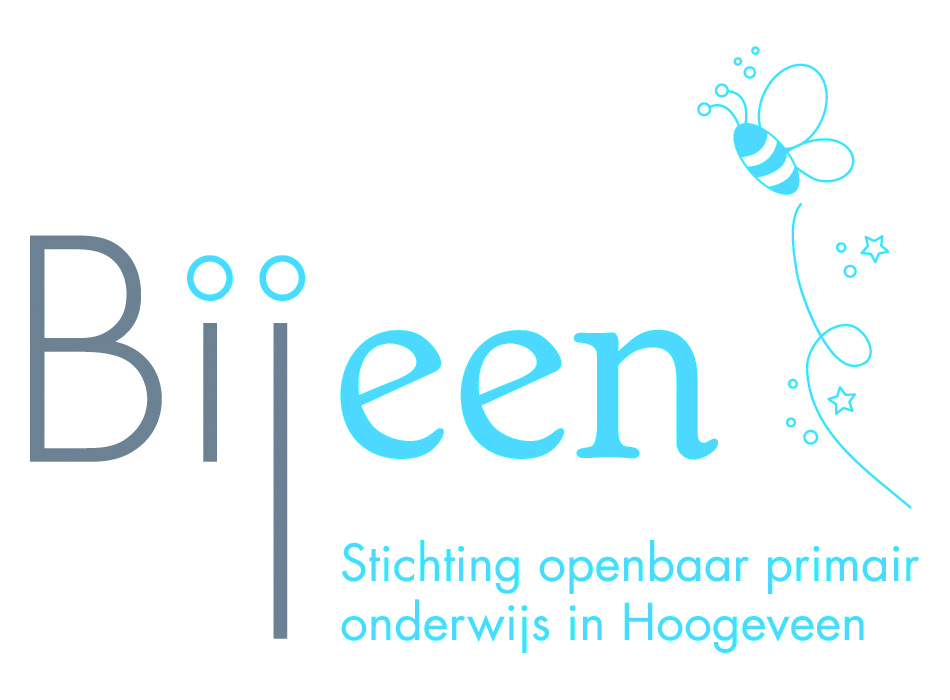 Bijeen
Stichting openbaar primair
onderwijs in Hoogeveen